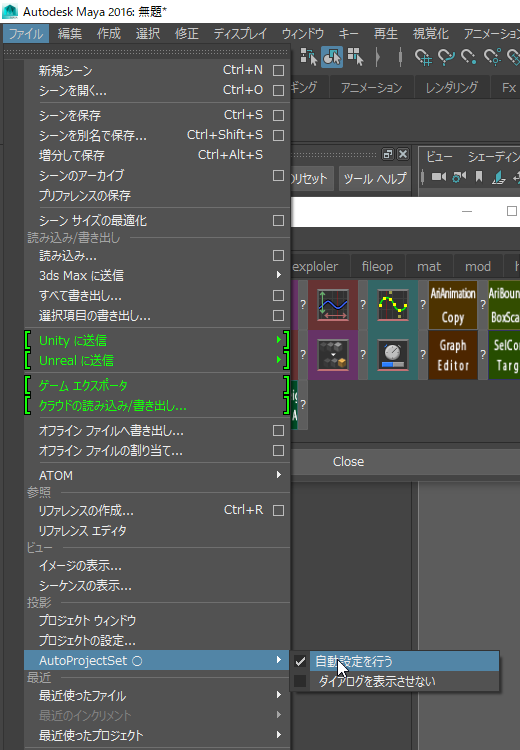 Autodesk Maya 2016: 無題*
ファイル 編集 作成 選択 修正 ディスプレイ ウィンドウ キー 再生 視覚化 アニメーション
キング アニメーション レンダリング Fx
新規シーン Ctrl+N
シーンを開く... Ctrl+O
シーンを保存 Ctrl+S
シーンを別名で保存... Ctrl+Shift+S
増分して保存 Ctrl+Alt+S
シーンのアーカイブ
プリファレンスの保存
シーン サイズの最適化
読み込み/書き出し
読み込み...
3ds Max に送信
すべて書き出し...
選択項目の書き出し...
Unity に送信
Unreal に送信
ゲーム エクスポータ
クラウドの読み込み/書き出し...
オフライン ファイルへ書き出し...
オフライン ファイルの割り当て...
ATOM
参照
リファレンスの作成... Ctrl+R
リファレンス エディタ
ビュー
イメージの表示...
シーケンスの表示...
投影
プロジェクト ウィンドウ
プロジェクトの設定...
AutoProjectSet ○
最近
最近使ったファイル
最近のインクリメント
最近使ったプロジェクト
自動設定を行う
ダイアログを表示させない
のリセット ツール ヘルプ
ビュー シェーディン
exploler fileop mat mod
? ? AriAnimation Copy ? AriBoun BoxSca
? ? Graph Editor ? SelCon Targ
?
Close